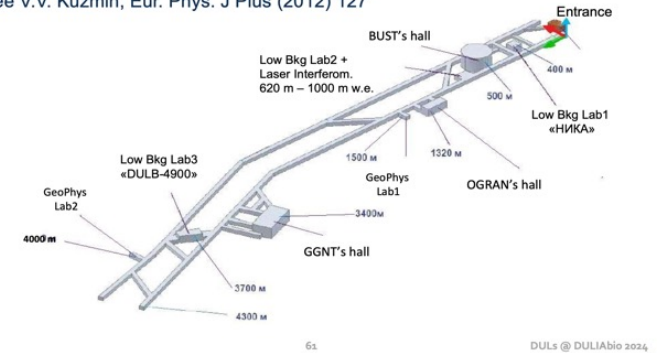 ee V.V. Kuzmin, Eur. Phys. J Plus (2012) 127
Entrance
BUST's hall
Low Bkg Lab2 +
Laser Interferom.
620 m – 1000 m w.e.
400 м
500 м
Low Bkg Lab1
«НИКА»
1500 м
1320 м
Low Bkg Lab3
«DULB-4900»
GeoPhys
Lab1
OGRAN's hall
GeoPhys
Lab2
3400м
4000 m
GGNT's hall
3700 м
4300 м
61
DULs @ DULIAbio 2024